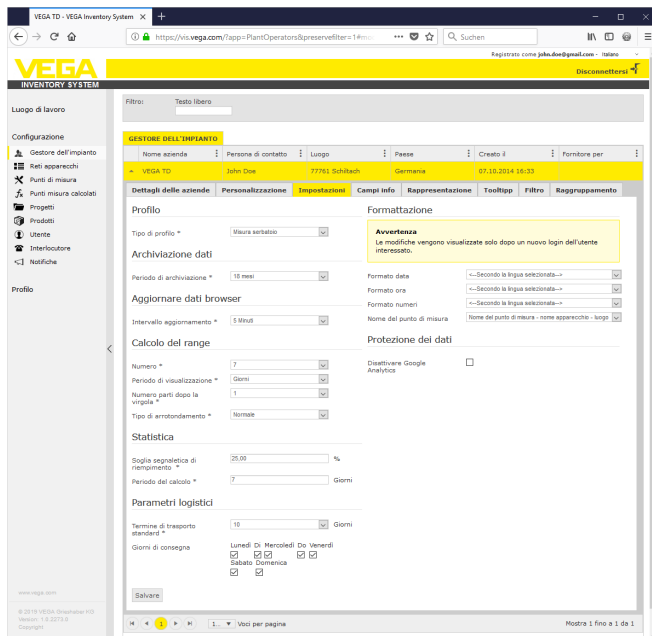 VEGA TD - VEGA Inventory System
https://vis.vega.com/?app=PlantOperators&preservefilter=1#
Suchen
Registrato come john.doe@gmail.com - Italiano
VEGA
Disconnettersi
INVENTORY SYSTEM
Luogo di lavoro
Configurazione
Gestore dell'impianto
Reti apparecchi
Punti di misura
Punti misura calcolati
Progetti
Prodotti
Utente
Interlocutore
Notifiche
Profilo
www.vega.com
© 2019 VEGA Grieshaber KG
Version: 1.0.0273.0
Copyright
Filtro: Testo libero
GESTORE DELL'IMPIANTO
Nome azienda Persona di contatto Luogo Paese Creato il Fornitore per
VEGA TD John Doe 77761 Schiltach Germania 07.10.2014 16:33
Dettagli delle aziende Personalizzazione Impostazioni Campi info Rappresentazione Tooltipp Filtro Raggruppamento
Profilo
Tipo di profilo * Misura serbatoio
Archiviazione dati
Periodo di archiviazione * 18 mesi
Aggiornare dati browser
Intervallo aggiornamento * 5 Minuti
Calcolo del range
Numero * 7
Periodo di visualizzazione * Giorni
Numero parti dopo la
virgola * 1
Tipo di arrotondamento * Normale
Statistica
Soglia segnaletica di
riempimento * 25,00 %
Periodo del calcolo * 7 Giorni
Parametri logistici
Termine di trasporto
standard * 10 Giorni
Giorni di consegna Lunedì Di Mercoledì Do Venerdì
Sabato Domenica
Salvare
Formattazione
Avvertenza
Le modifiche vengono visualizzate solo dopo un nuovo login dell'utente
interessato.
Formato data <--Secondo la lingua selezionata-->
Formato ora <--Secondo la lingua selezionata-->
Formato numeri <--Secondo la lingua selezionata-->
Nome del punto di misura Nome del punto di misura - nome apparecchio - luogo
Protezione dei dati
Disattivare Google
Analytics
1 1... Voci per pagina Mostra 1 fino a 1 da 1